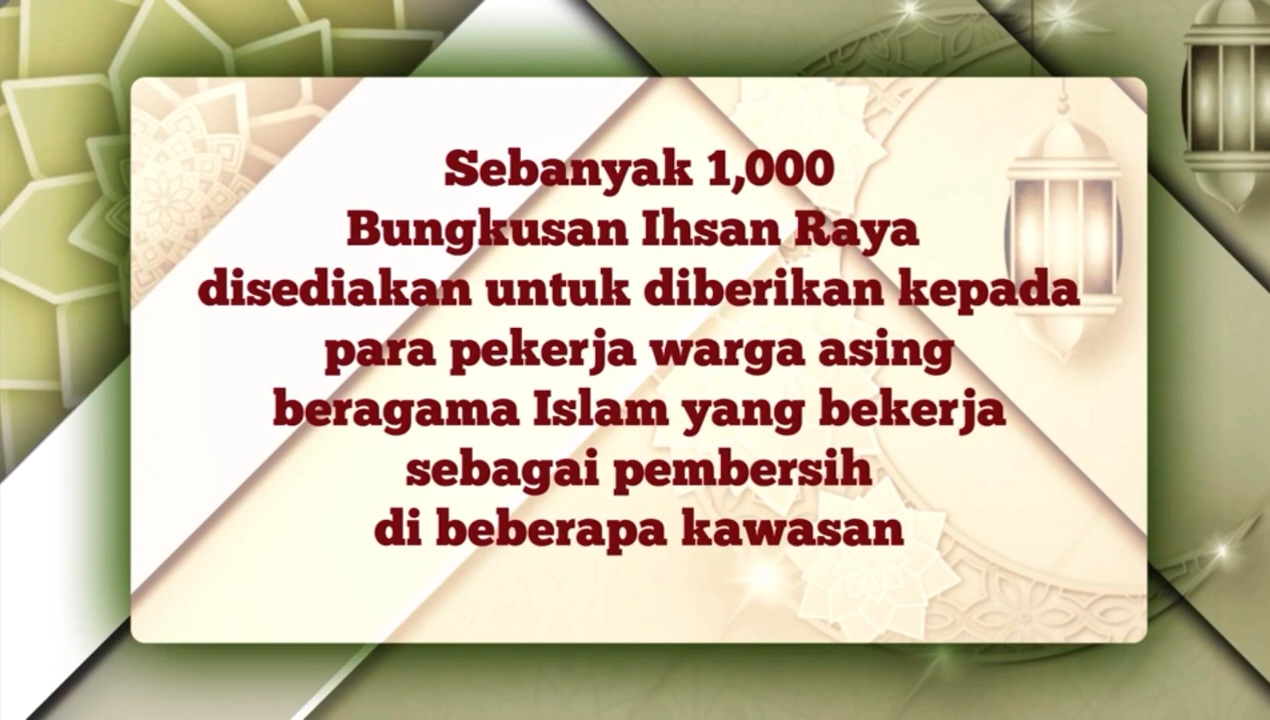 Sebanyak 1,000
Bungkusan Ihsan Raya
disediakan untuk diberikan kepada
para pekerja warga asing
beragama Islam yang bekerja
sebagai pembersih
di beberapa kawasan